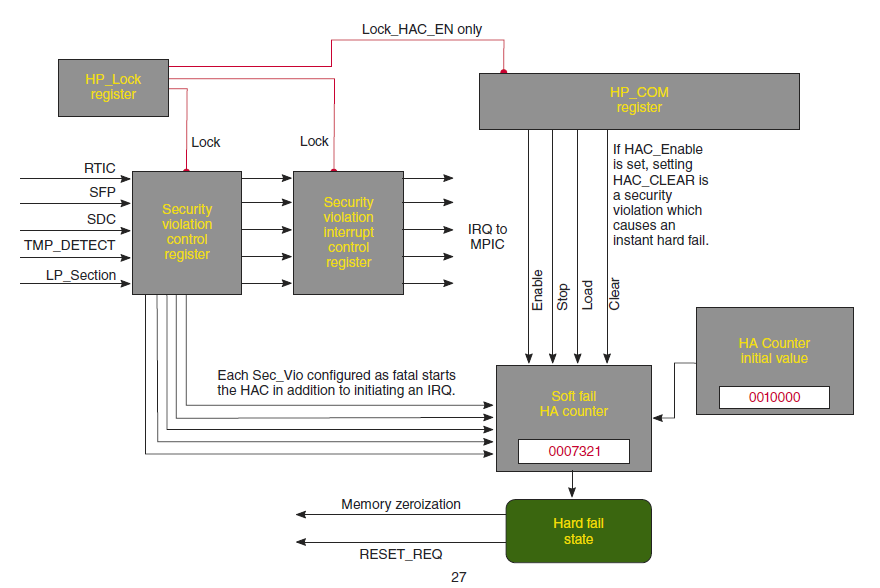 Lock_HAC_EN only
HP_Lock
register
HP_COM
register
Lock
Lock
If HAC_Enable
is set, setting
HAC_CLEAR is
a security
violation which
causes an
instant hard fail.
RTIC
SFP
SDC
TMP_DETECT
LP_Section
Security
violation
control
register
Security
violation
interrupt
control
register
IRQ to
MPIC
Enable
Stop
Load
Clear
HA Counter
initial value
0010000
Each Sec_Vio configured as fatal starts
the HAC in addition to initiating an IRQ.
Soft fail
HA counter
0007321
Memory zeroization
RESET_REQ
Hard fail
state
27